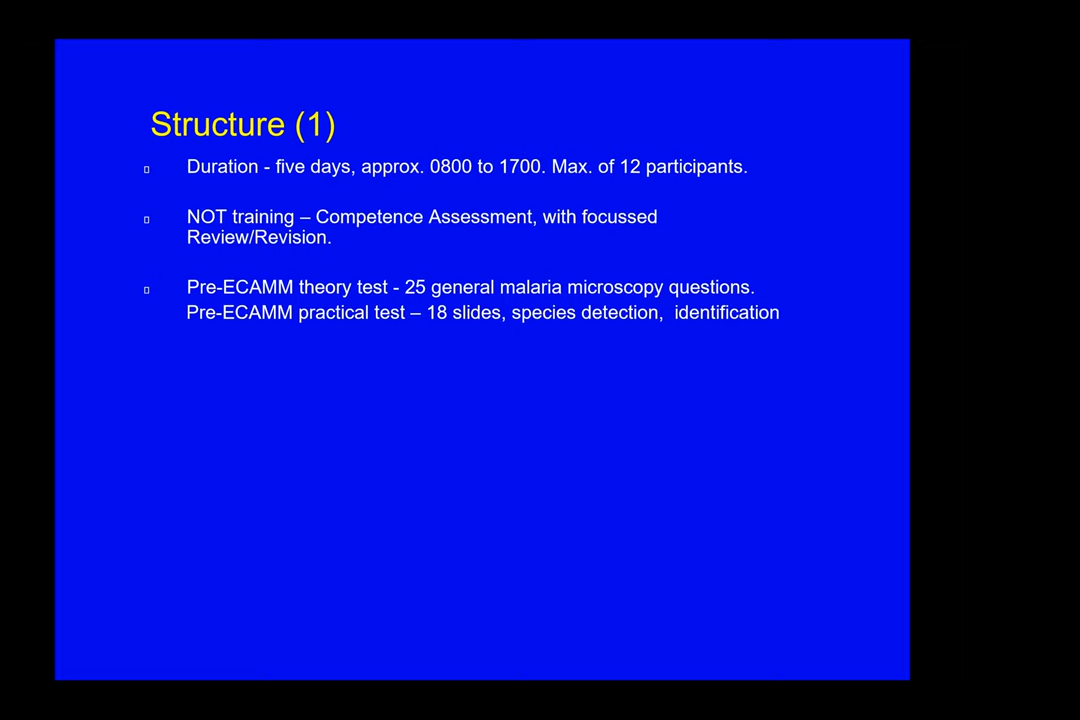 Structure (1)
Duration - five days, approx. 0800 to 1700. Max. of 12 participants.
NOT training – Competence Assessment, with focussed
Review/Revision.
Pre-ECAMM theory test - 25 general malaria microscopy questions.
Pre-ECAMM practical test – 18 slides, species detection,  identification